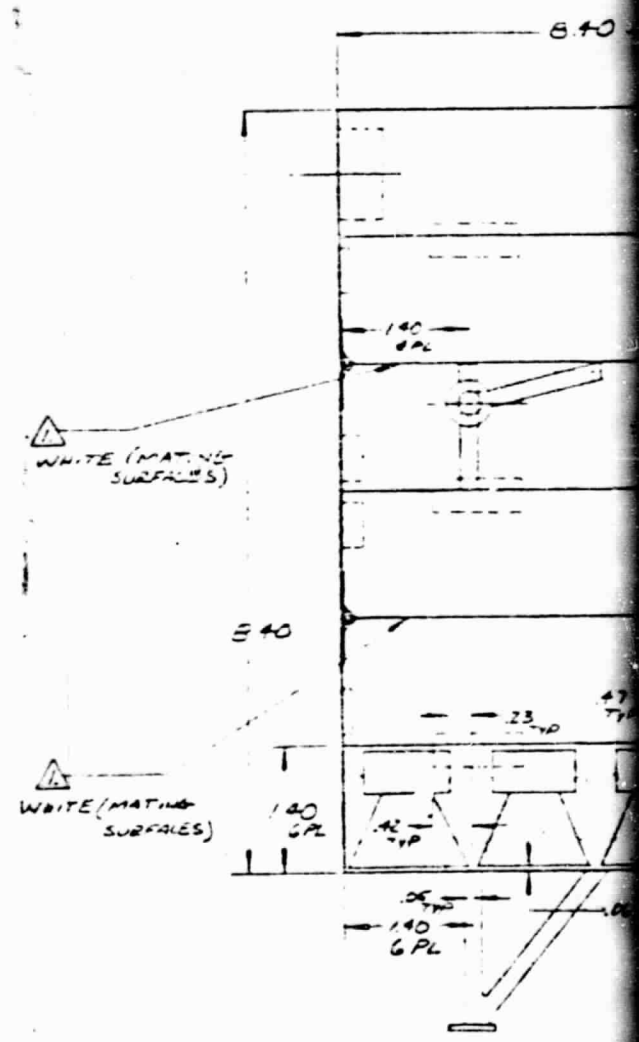 8.40
1.40
4 PL
1.
WHITE (MATING
SURFACES)
8.40
.23
TYP
.47
TYP
1.
WHITE (MATING
SURFACES)
1.40
6 PL
.42
TYP
.06
TYP
1.40
6 PL